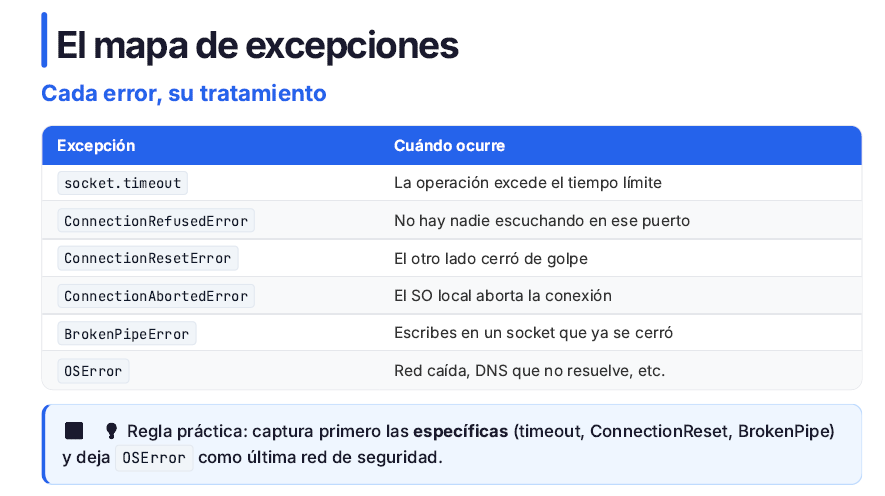 El mapa de excepciones
Cada error, su tratamiento
Excepción Cuándo ocurre
socket.timeout La operación excede el tiempo límite
ConnectionRefusedError No hay nadie escuchando en ese puerto
ConnectionResetError El otro lado cerró de golpe
ConnectionAbortedError El SO local aborta la conexión
BrokenPipeError Escribes en un socket que ya se cerró
OSError Red caída, DNS que no resuelve, etc.
Regla práctica: captura primero las específicas (timeout, ConnectionReset, BrokenPipe)
y deja OSError como última red de seguridad.